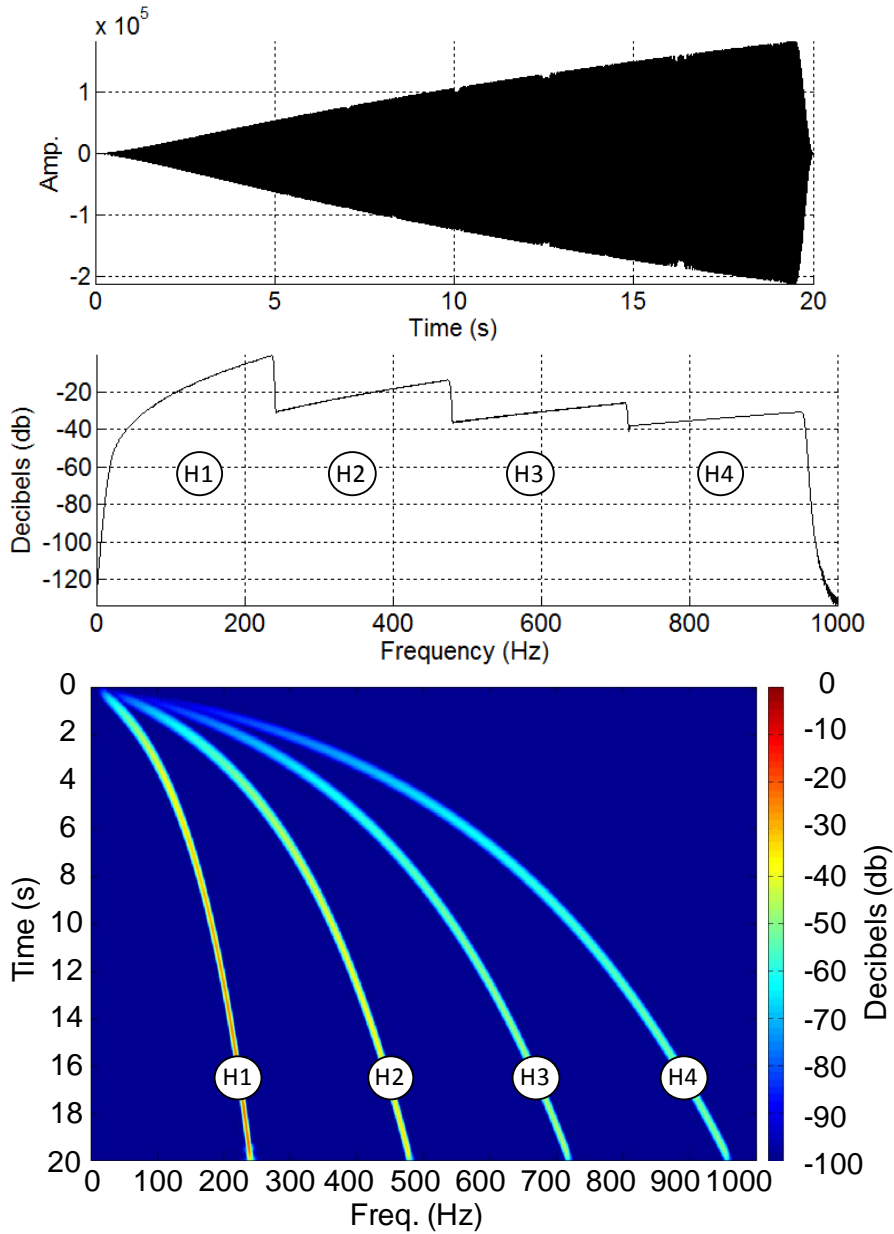 x 10⁵
1
0
-1
-2
Amp.
0 5 10 15 20
Time (s)
-20
-40
-60
-80
-100
-120
Decibels (db)
H1 H2 H3 H4
0 200 400 600 800 1000
Frequency (Hz)
0
2
4
6
8
10
12
14
16
18
20
Time (s)
H1 H2 H3 H4
0 100 200 300 400 500 600 700 800 900 1000
Freq. (Hz)
0
-10
-20
-30
-40
-50
-60
-70
-80
-90
-100
Decibels (db)